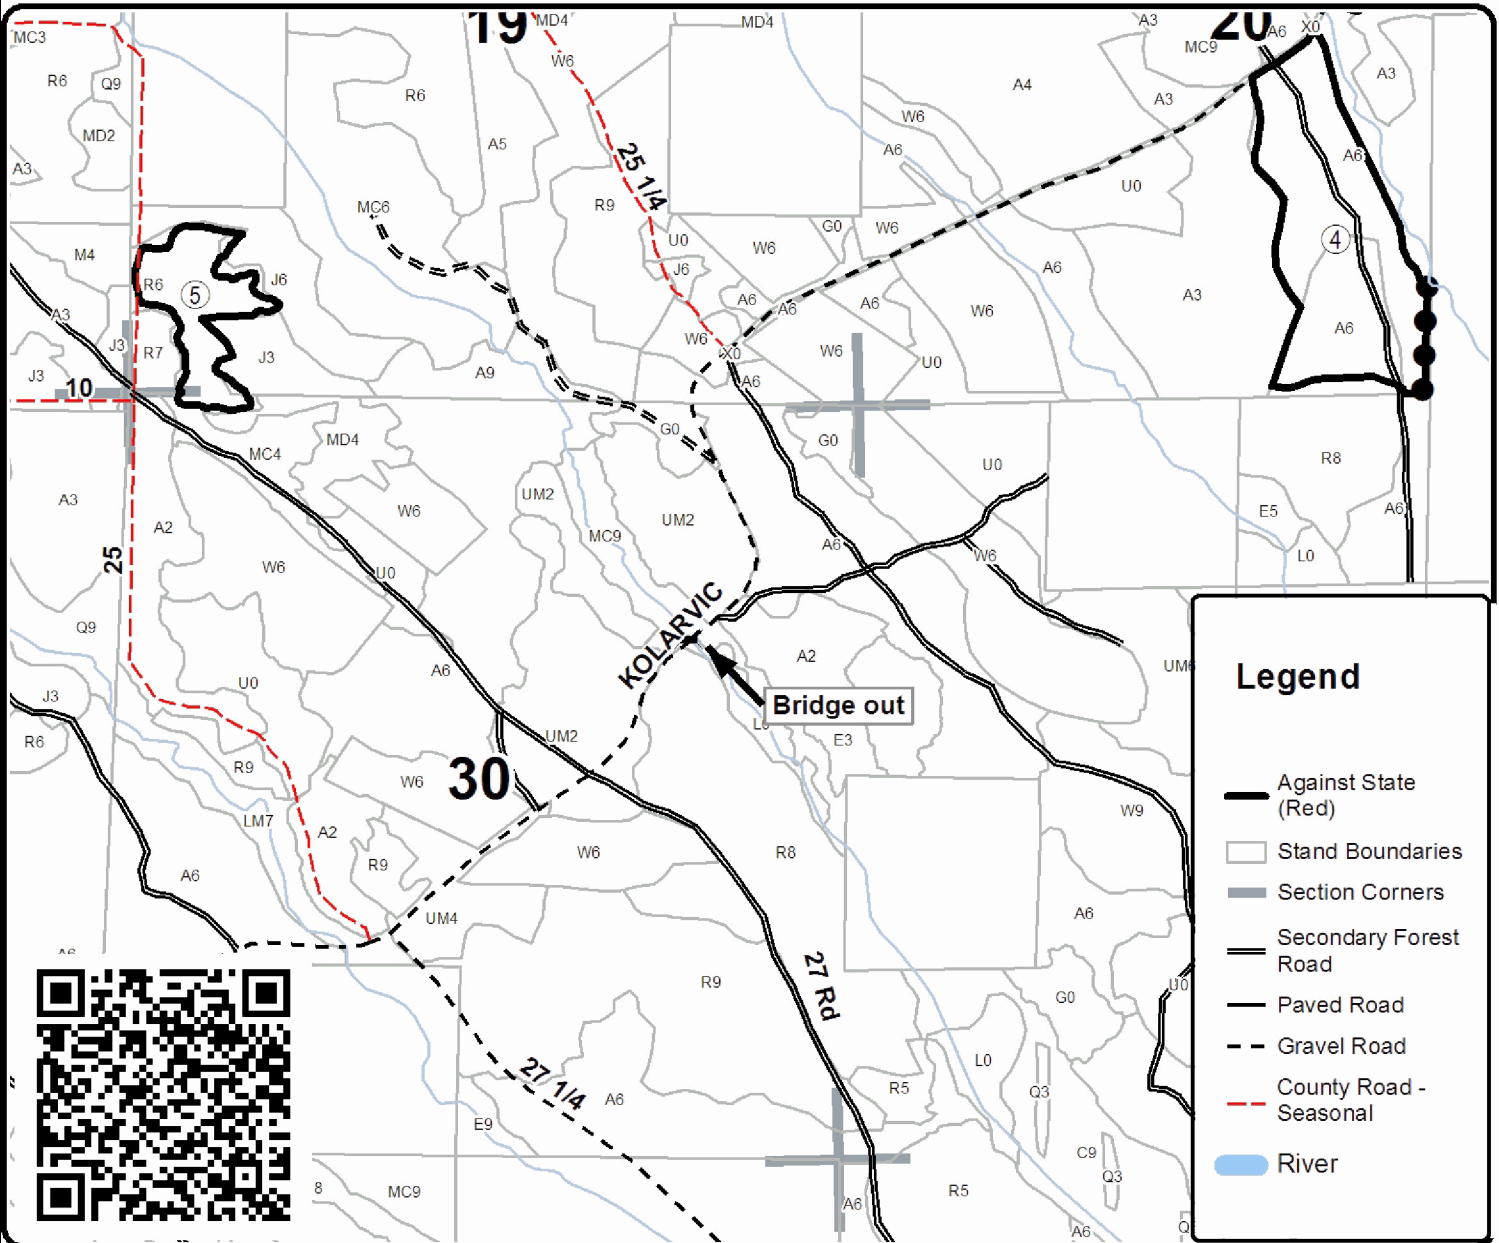 19
20
MD4
MD4
A3
A6
X0
MC3
MC9
W6
R6
Q9
R6
A4
A3
A3
W6
MD2
A5
A6
A6
A3
25 1/4
U0
MC6
R9
G0
W6
U0
W6
4
M4
J6
A6
R6
5
J6
A6
A6
A6
A3
W6
A3
A6
W6
J3
R7
J3
X0
W6
U0
J3
A9
A6
10
G0
MD4
G0
MC4
R8
U0
A3
UM2
W6
A6
E5
A2
UM2
MC9
A6
W6
L0
25
W6
U0
KOLARVIC
Q9
A2
A6
UM6
U0
J3
Bridge out
R6
UM2
E3
R9
W6
30
W9
LM7
A2
R9
W6
R8
A6
A6
UM4
A6
R9
27 Rd
U0
G0
L0
27 1/4
A6
R5
Q3
E9
C9
Q3
8
MC9
A6
R5
A6
Q
Legend
Against State
(Red)
Stand Boundaries
Section Corners
Secondary Forest
Road
Paved Road
Gravel Road
County Road -
Seasonal
River